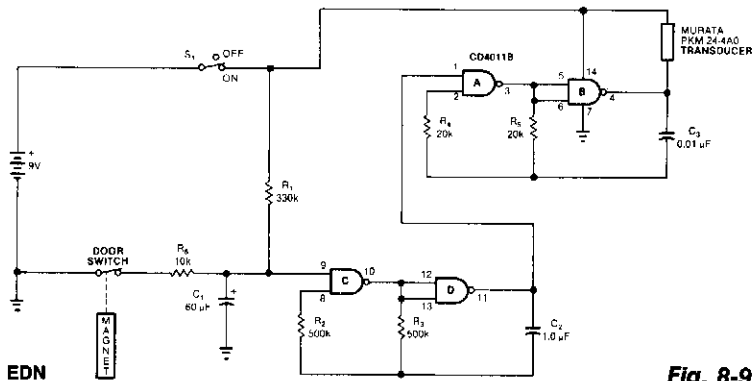 S1
OFF
ON
MURATA
PKM 24-4A0
TRANSDUCER
CD4011B
1
2
A
3
5
6
14
B
4
7
R4
20k
R5
20k
C3
0.01 µF
+
9V
R1
330k
DOOR
SWITCH
R6
10k
C1
60 µF
+
9
8
C
10
12
13
D
11
R2
500k
R3
500k
C2
1.0 µF
MAGNET
EDN
Fig. 8-9